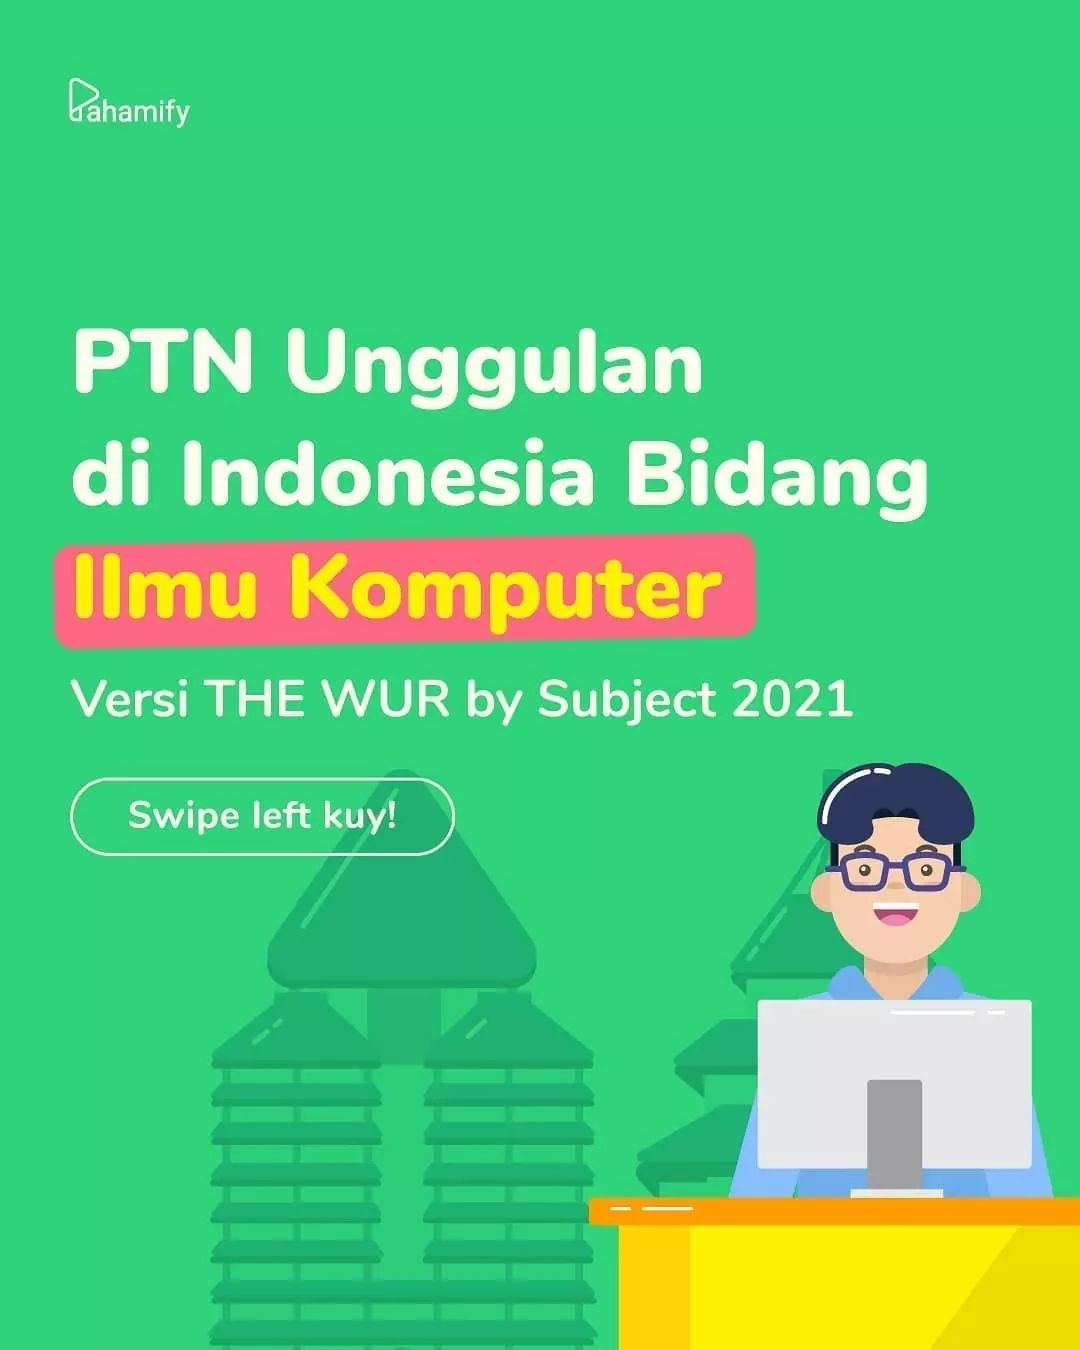 Pahamify
PTN Unggulan
di Indonesia Bidang
Ilmu Komputer
Versi THE WUR by Subject 2021
Swipe left kuy!